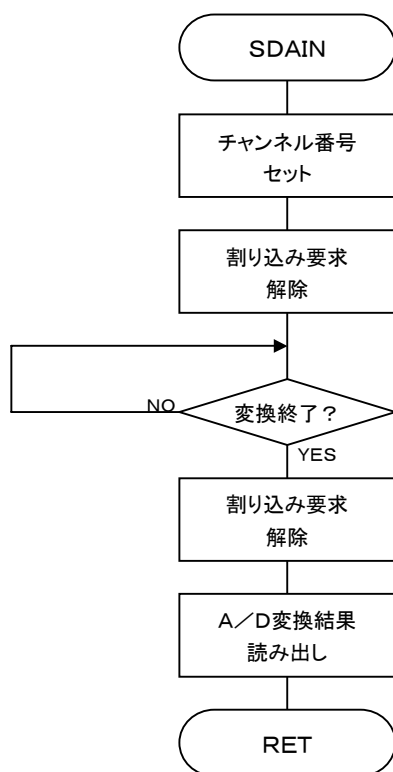 SDAIN
チャンネル番号
セット
割り込み要求
解除
NO
変換終了?
YES
割り込み要求
解除
A/D変換結果
読み出し
RET